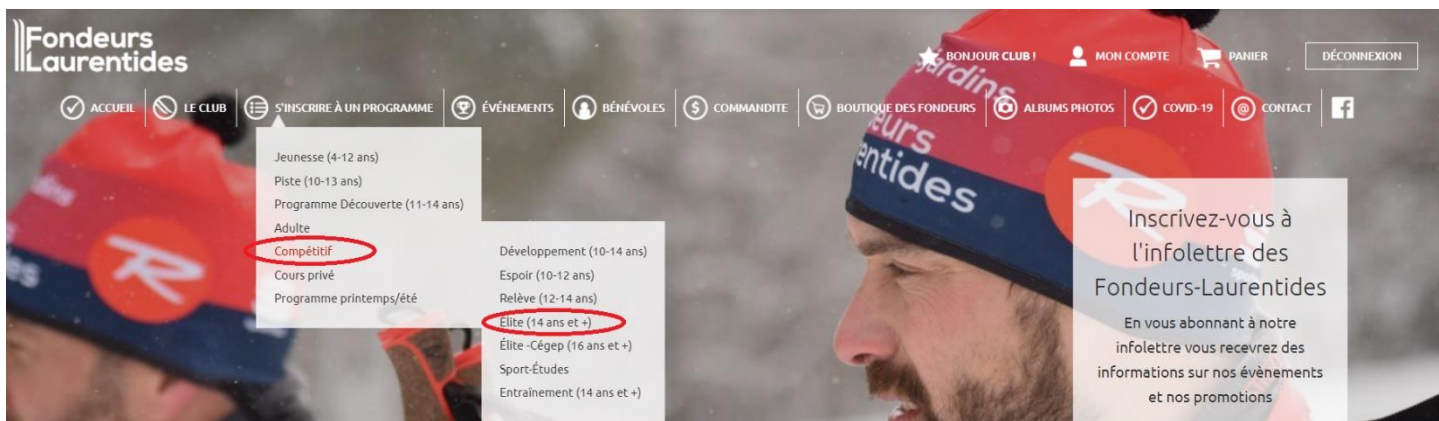 Fondeurs
Laurentides
BONJOUR CLUB !
MON COMPTE
PANIER
DÉCONNEXION
ACCUEIL
LE CLUB
S'INSCRIRE À UN PROGRAMME
ÉVÉNEMENTS
BÉNÉVOLES
COMMANDITE
BOUTIQUE DES FONDEURS
ALBUMS PHOTOS
COVID-19
CONTACT
Jeunesse (4-12 ans)
Piste (10-13 ans)
Programme Découverte (11-14 ans)
Adulte
Compétitif
Cours privé
Programme printemps/été
Développement (10-14 ans)
Espoir (10-12 ans)
Relève (12-14 ans)
Élite (14 ans et +)
Élite -Cégep (16 ans et +)
Sport-Études
Entraînement (14 ans et +)
Inscrivez-vous à
l'infolettre des
Fondeurs-Laurentides
En vous abonnant à notre
infolettre vous recevrez des
informations sur nos évènements
et nos promotions